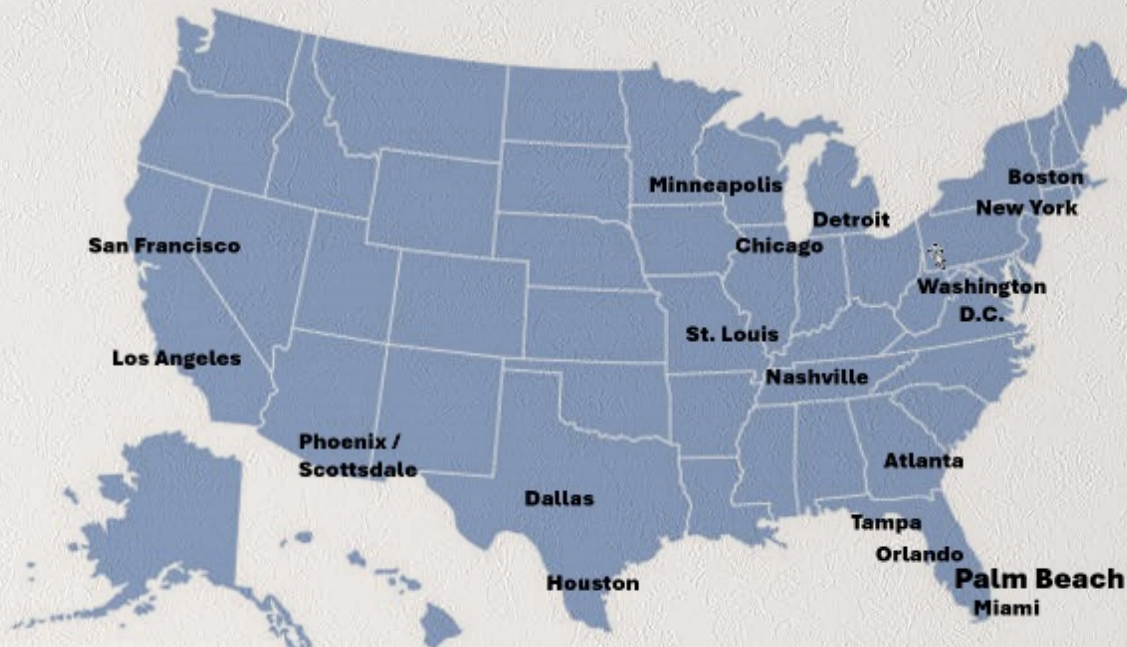 Minneapolis
Boston
New York
Detroit
San Francisco
Chicago
Washington
D.C.
St. Louis
Los Angeles
Nashville
Phoenix /
Scottsdale
Atlanta
Dallas
Tampa
Orlando
Palm Beach
Houston
Miami